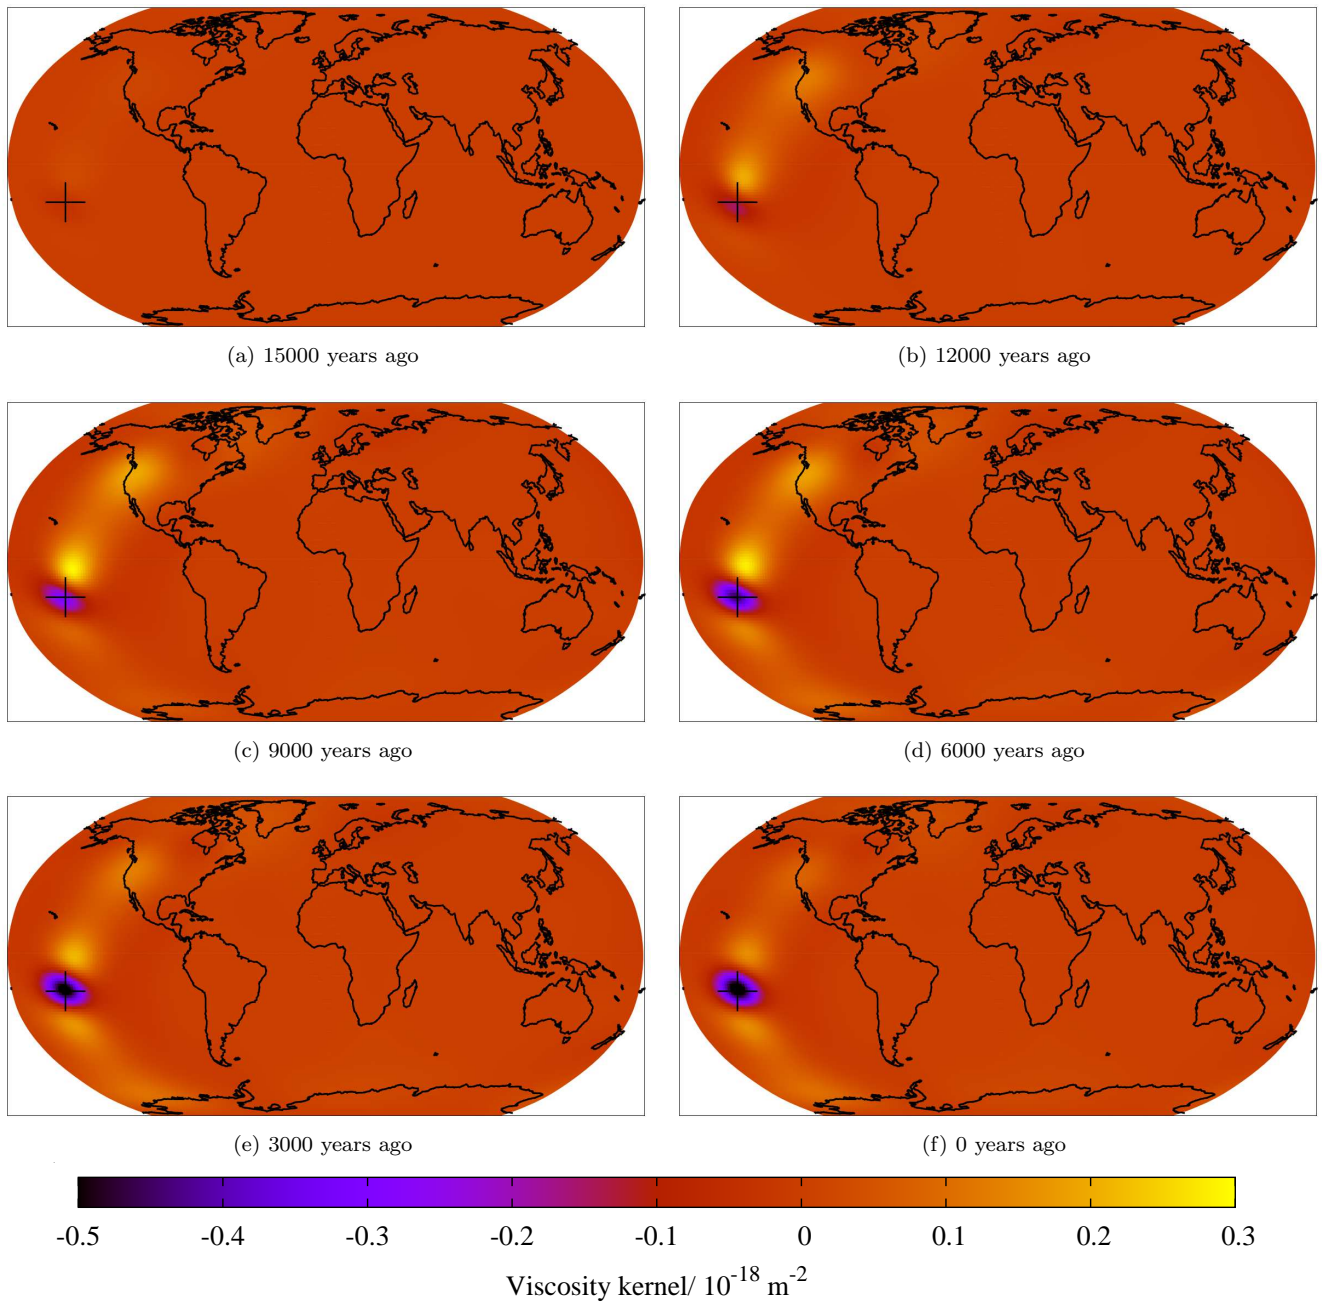 (a) 15000 years ago
(b) 12000 years ago
(c) 9000 years ago
(d) 6000 years ago
(e) 3000 years ago
(f) 0 years ago
-0.5 -0.4 -0.3 -0.2 -0.1 0 0.1 0.2 0.3
Viscosity kernel/ 10⁻¹⁸ m⁻²